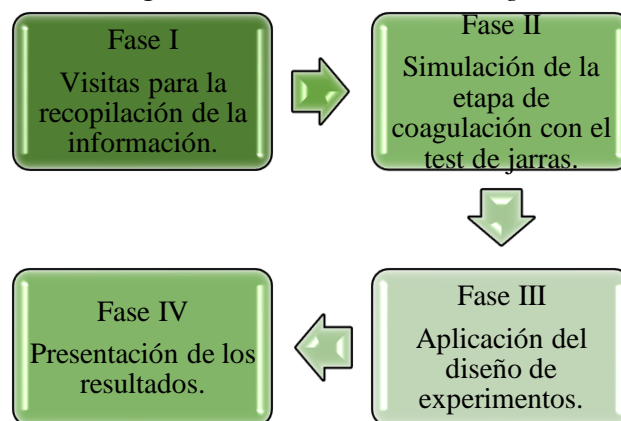 Fase I
Visitas para la
recopilación de la
información.
Fase II
Simulación de la
etapa de
coagulación con el
test de jarras.
Fase III
Aplicación del
diseño de
experimentos.
Fase IV
Presentación de los
resultados.